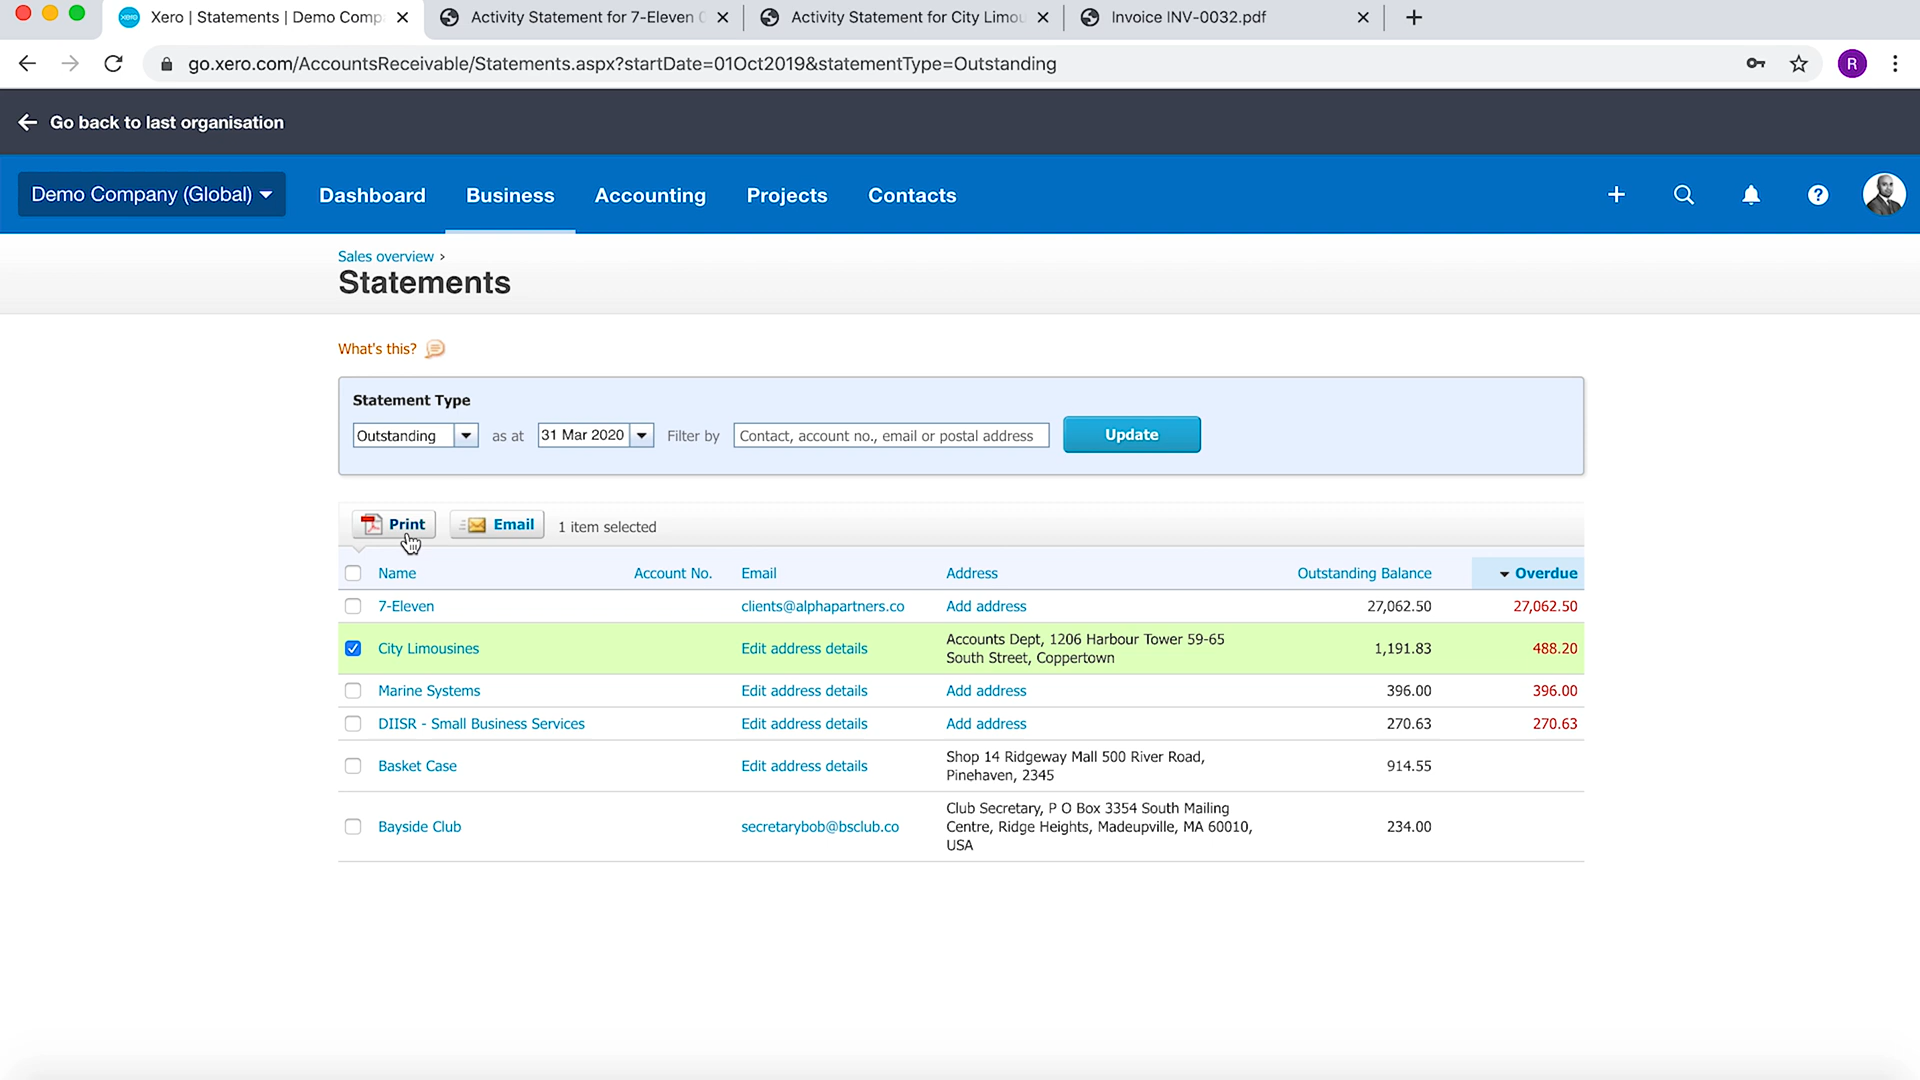 xero Xero | Statements | Demo Comp
Activity Statement for 7-Eleven
Activity Statement for City Limou
Invoice INV-0032.pdf
go.xero.com/AccountsReceivable/Statements.aspx?startDate=01Oct2019&statementType=Outstanding
R
Go back to last organisation
Demo Company (Global)
Dashboard
Business
Accounting
Projects
Contacts
Sales overview ›
Statements
What's this?
Statement Type
Outstanding as at 31 Mar 2020 Filter by Contact, account no., email or postal address Update
Print Email 1 item selected
Name Account No. Email Address Outstanding Balance Overdue
7-Eleven clients@alphapartners.co Add address 27,062.50 27,062.50
City Limousines Edit address details Accounts Dept, 1206 Harbour Tower 59-65
South Street, Coppertown 1,191.83 488.20
Marine Systems Edit address details Add address 396.00 396.00
DIISR - Small Business Services Edit address details Add address 270.63 270.63
Basket Case Edit address details Shop 14 Ridgeway Mall 500 River Road,
Pinehaven, 2345 914.55
Bayside Club secretarybob@bsclub.co Club Secretary, P O Box 3354 South Mailing
Centre, Ridge Heights, Madeupville, MA 60010,
USA 234.00